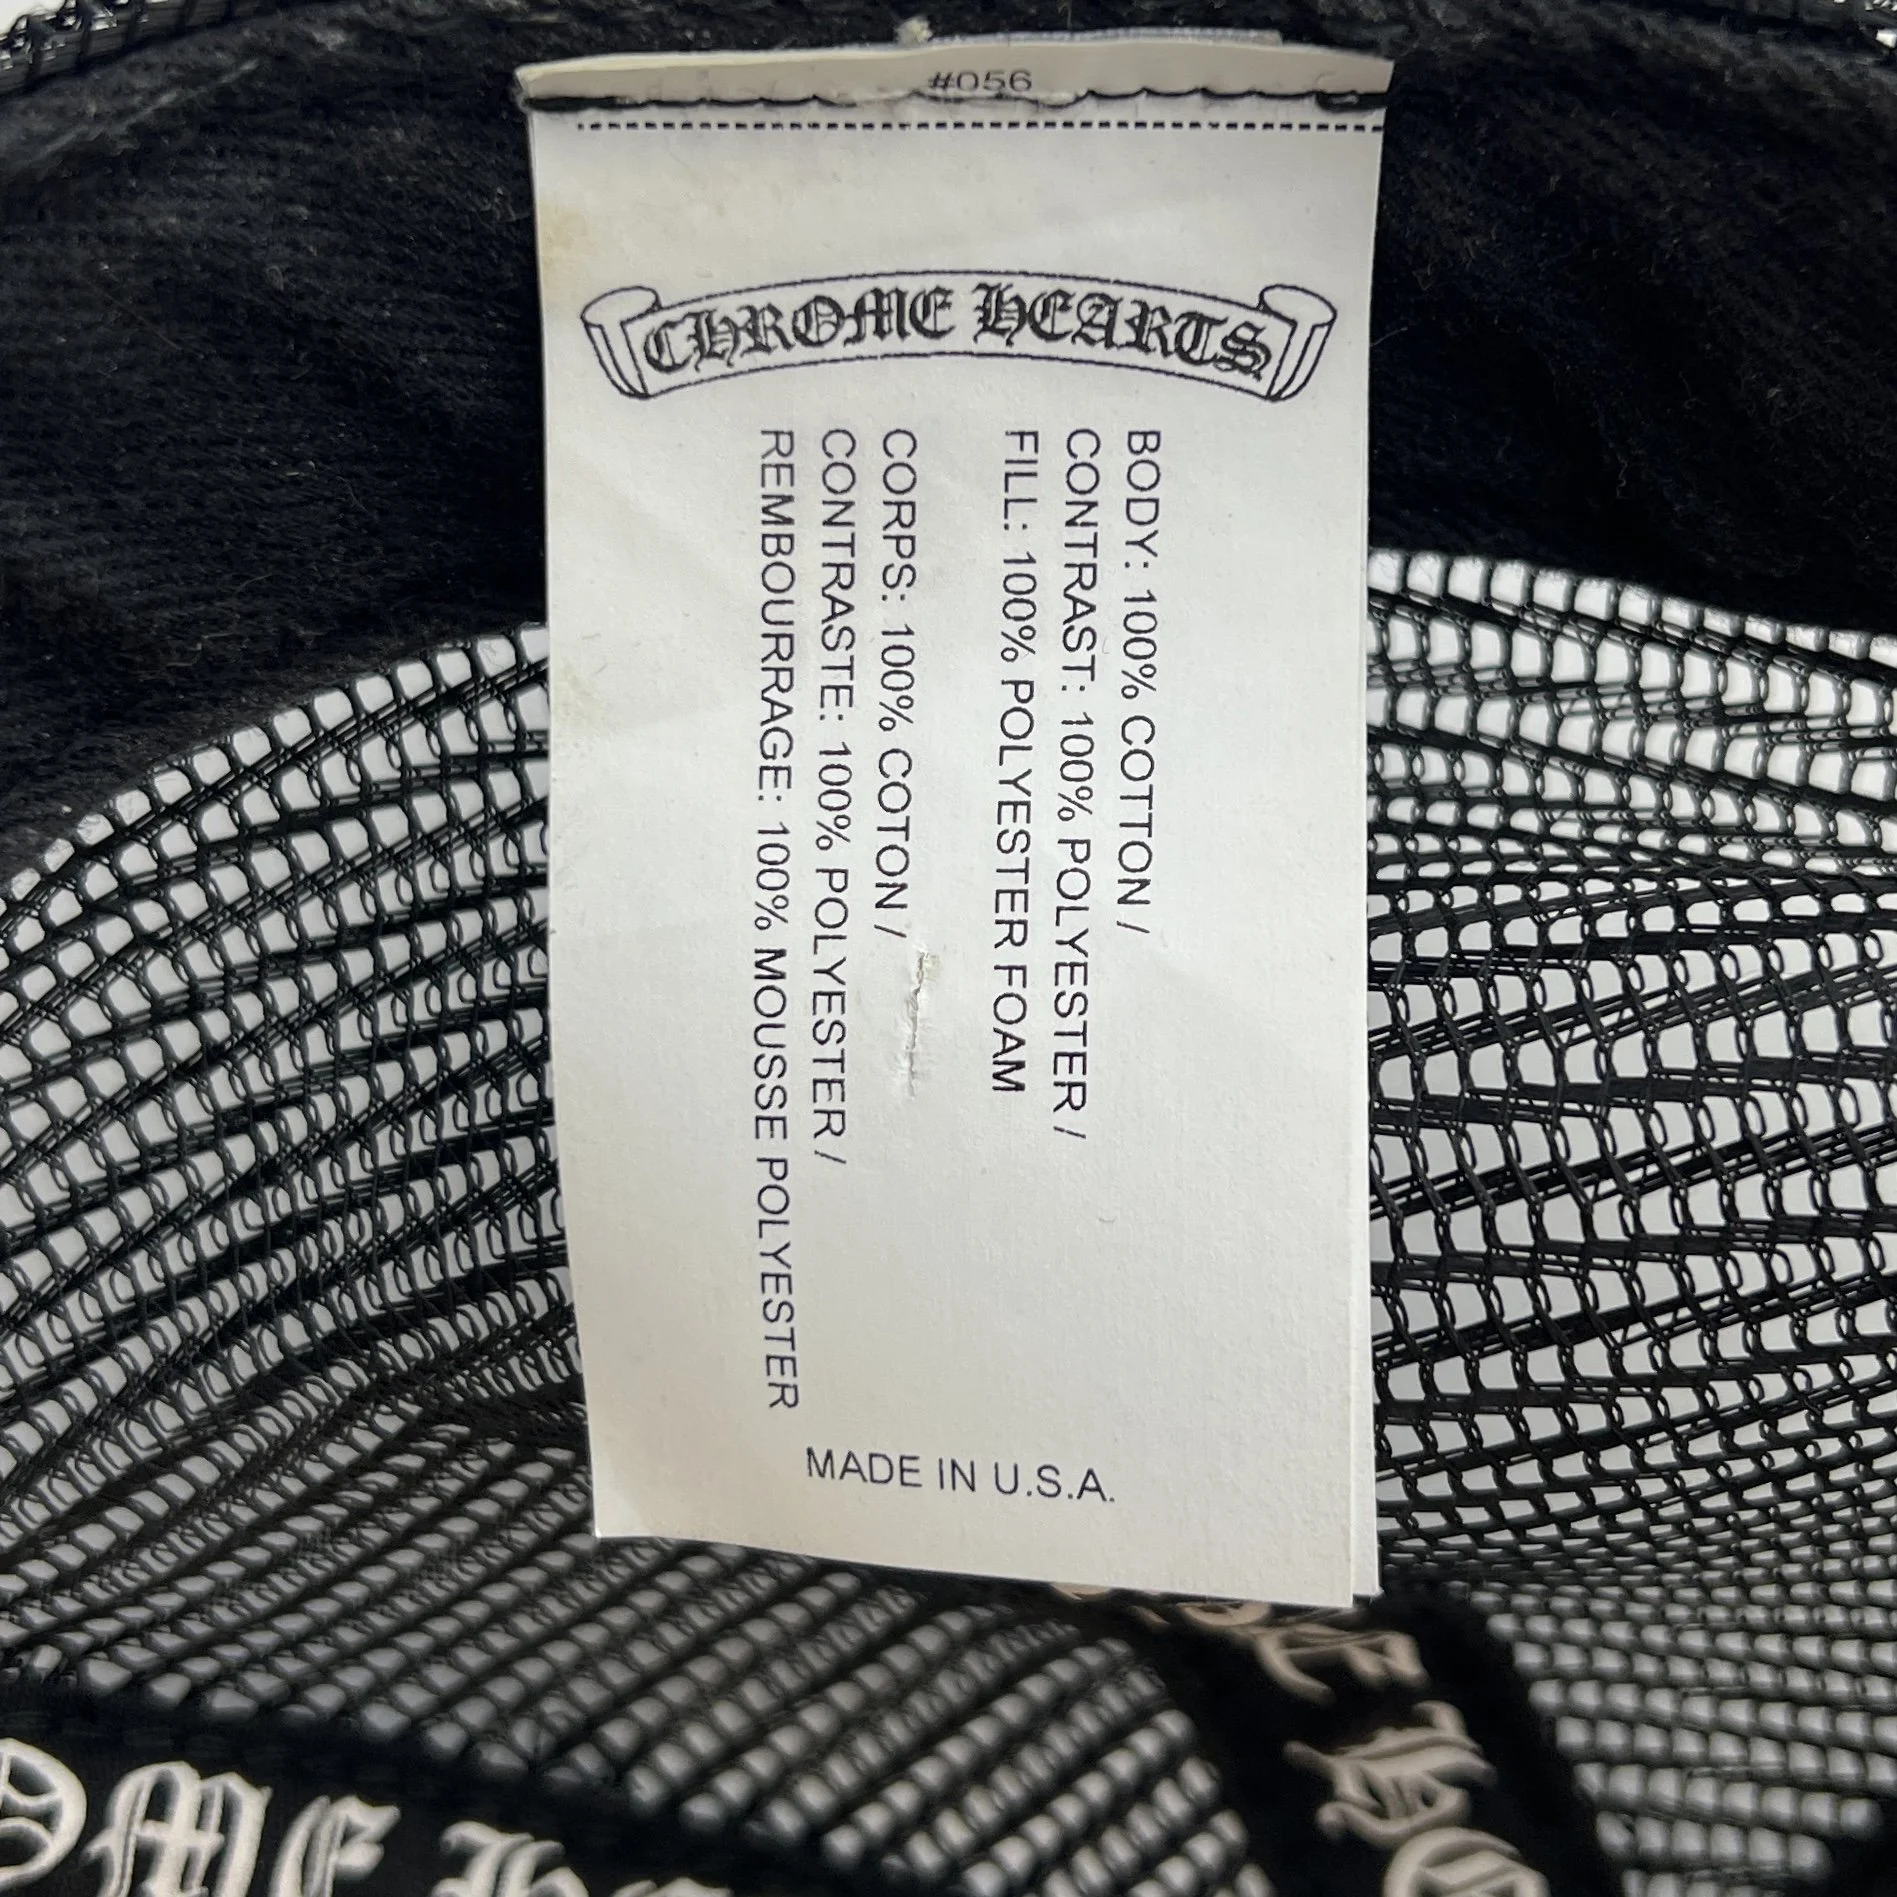 #056
CHROME HEARTS
BODY: 100% COTTON /
CONTRAST: 100% POLYESTER /
FILL: 100% POLYESTER FOAM
CORPS: 100% COTON /
CONTRASTE: 100% POLYESTER /
REMBOURRAGE: 100% MOUSSE POLYESTER
MADE IN U.S.A.